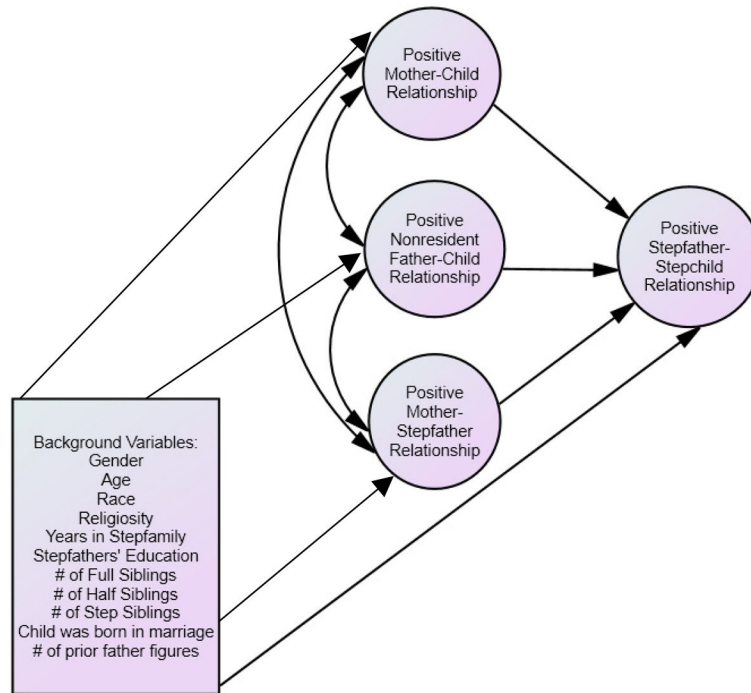 Positive
Mother-Child
Relationship
Positive
Nonresident
Father-Child
Relationship
Positive
Stepfather-
Stepchild
Relationship
Positive
Mother-
Stepfather
Relationship
Background Variables:
Gender
Age
Race
Religiosity
Years in Stepfamily
Stepfathers' Education
# of Full Siblings
# of Half Siblings
# of Step Siblings
Child was born in marriage
# of prior father figures